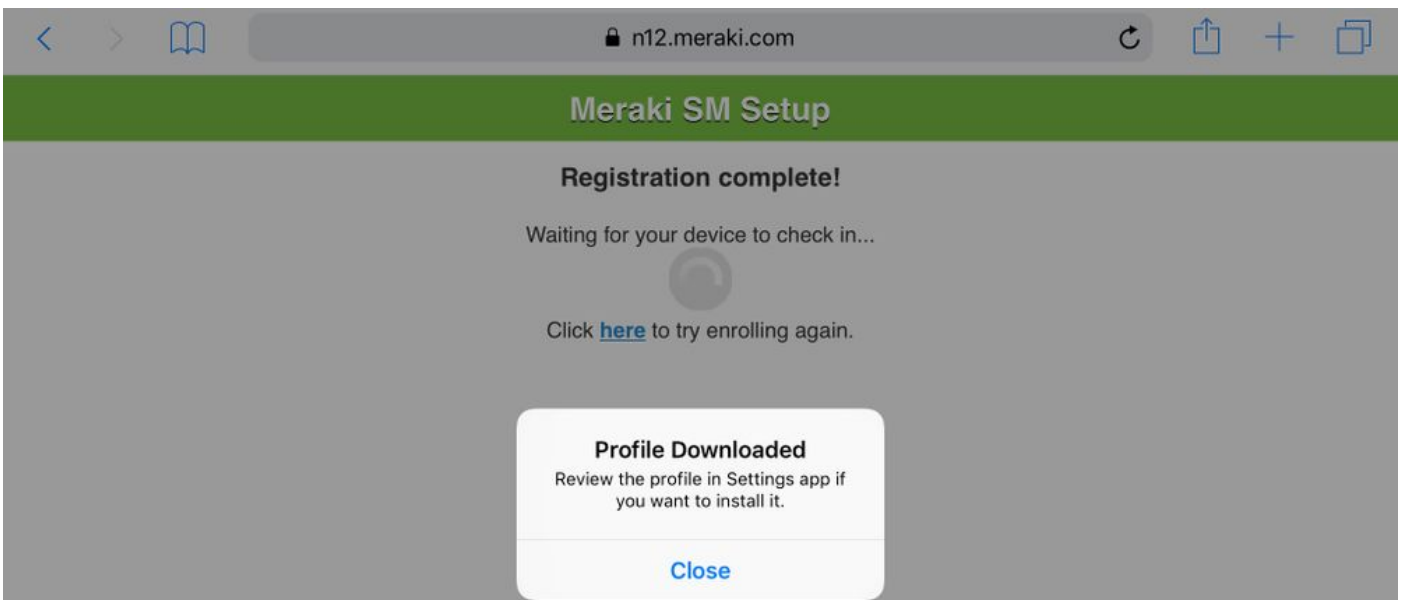 n12.meraki.com
Meraki SM Setup
Registration complete!
Waiting for your device to check in...
Click here to try enrolling again.
Profile Downloaded
Review the profile in Settings app if
you want to install it.
Close